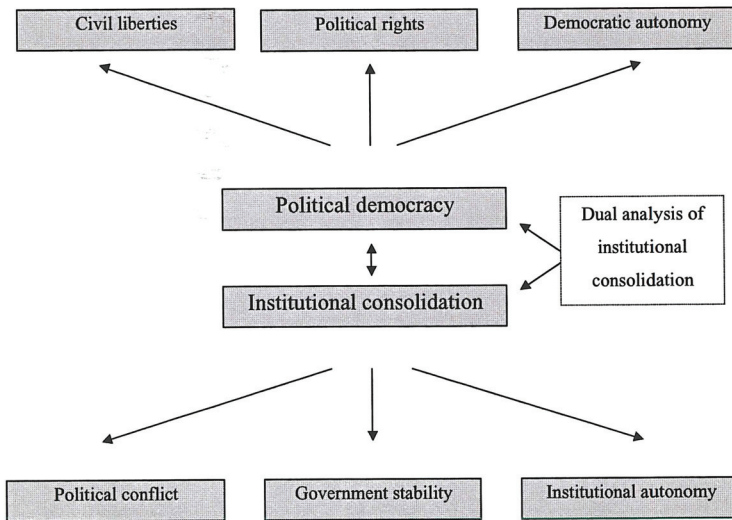 Civil liberties
Political rights
Democratic autonomy
Political democracy
Dual analysis of
institutional
consolidation
Institutional consolidation
Political conflict
Government stability
Institutional autonomy